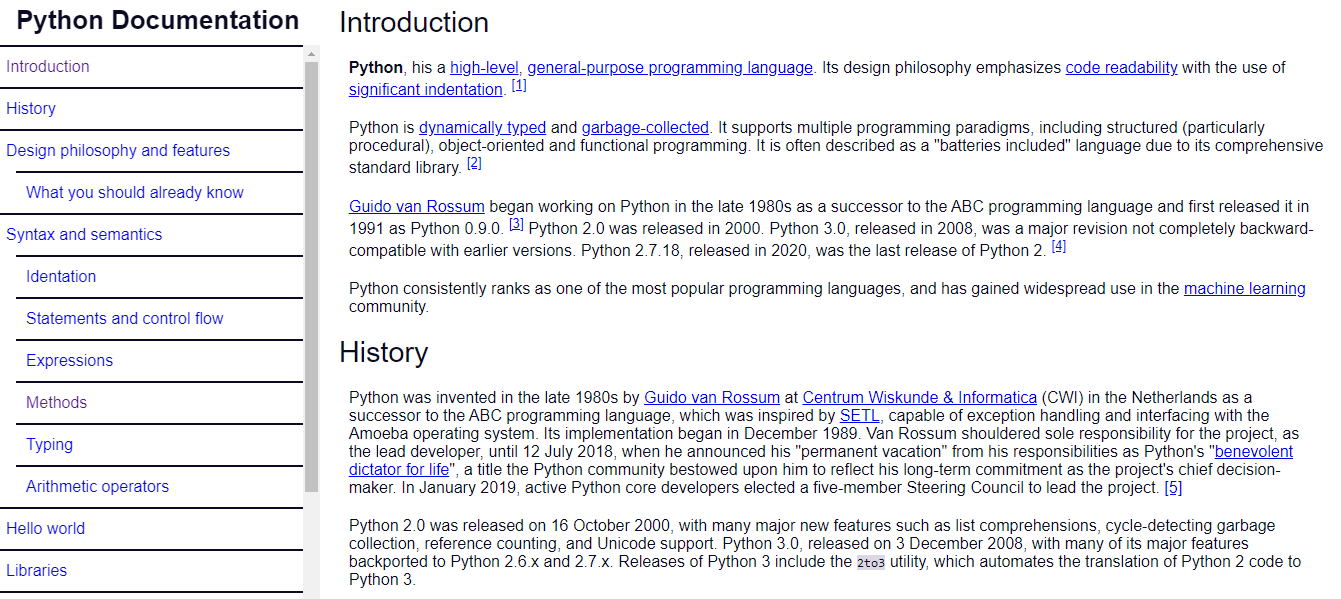 Python Documentation
Introduction
History
Design philosophy and features
What you should already know
Syntax and semantics
Identation
Statements and control flow
Expressions
Methods
Typing
Arithmetic operators
Hello world
Libraries
Introduction
Python, his a high-level, general-purpose programming language. Its design philosophy emphasizes code readability with the use of
significant indentation. [1]
Python is dynamically typed and garbage-collected. It supports multiple programming paradigms, including structured (particularly
procedural), object-oriented and functional programming. It is often described as a "batteries included" language due to its comprehensive
standard library. [2]
Guido van Rossum began working on Python in the late 1980s as a successor to the ABC programming language and first released it in
1991 as Python 0.9.0. [3] Python 2.0 was released in 2000. Python 3.0, released in 2008, was a major revision not completely backward-
compatible with earlier versions. Python 2.7.18, released in 2020, was the last release of Python 2. [4]
Python consistently ranks as one of the most popular programming languages, and has gained widespread use in the machine learning
community.
History
Python was invented in the late 1980s by Guido van Rossum at Centrum Wiskunde & Informatica (CWI) in the Netherlands as a
successor to the ABC programming language, which was inspired by SETL, capable of exception handling and interfacing with the
Amoeba operating system. Its implementation began in December 1989. Van Rossum shouldered sole responsibility for the project, as
the lead developer, until 12 July 2018, when he announced his "permanent vacation" from his responsibilities as Python's "benevolent
dictator for life", a title the Python community bestowed upon him to reflect his long-term commitment as the project's chief decision-
maker. In January 2019, active Python core developers elected a five-member Steering Council to lead the project. [5]
Python 2.0 was released on 16 October 2000, with many major new features such as list comprehensions, cycle-detecting garbage
collection, reference counting, and Unicode support. Python 3.0, released on 3 December 2008, with many of its major features
backported to Python 2.6.x and 2.7.x. Releases of Python 3 include the 2to3 utility, which automates the translation of Python 2 code to
Python 3.